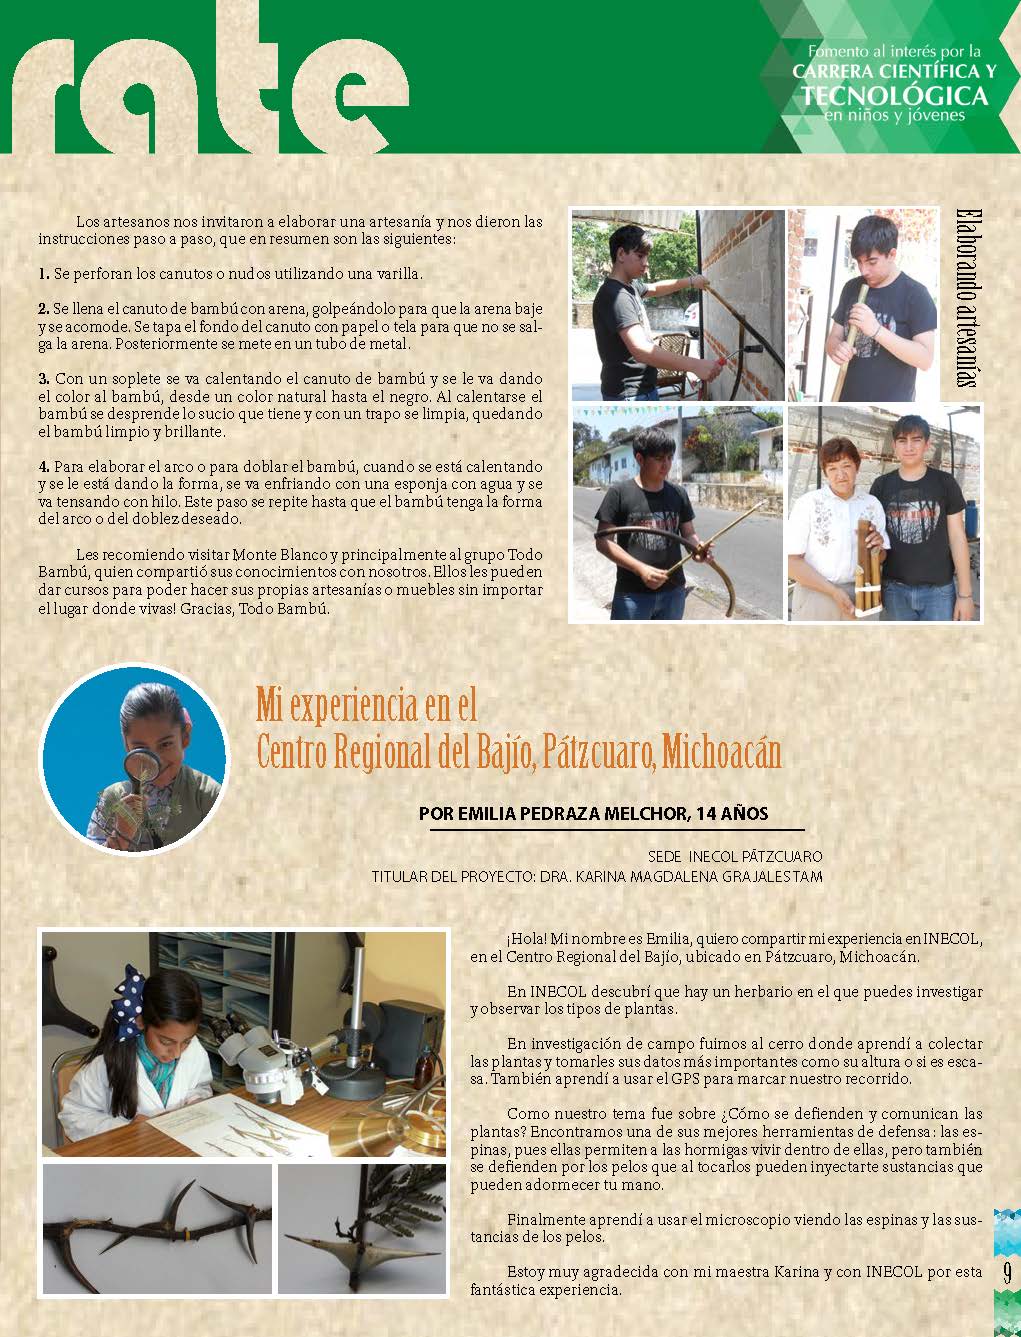 rate
Fomento al interés por la
CARRERA CIENTÍFICA Y
TECNOLÓGICA
en niños y jóvenes
Los artesanos nos invitaron a elaborar una artesanía y nos dieron las
instrucciones paso a paso, que en resumen son las siguientes:
1. Se perforan los canutos o nudos utilizando una varilla.
2. Se llena el canuto de bambú con arena, golpeándolo para que la arena baje
y se acomode. Se tapa el fondo del canuto con papel o tela para que no se sal-
ga la arena. Posteriormente se mete en un tubo de metal.
3. Con un soplete se va calentando el canuto de bambú y se le va dando
el color al bambú, desde un color natural hasta el negro. Al calentarse el
bambú se desprende lo sucio que tiene y con un trapo se limpia, quedando
el bambú limpio y brillante.
4. Para elaborar el arco o para doblar el bambú, cuando se está calentando
y se le está dando la forma, se va enfriando con una esponja con agua y se
va tensando con hilo. Este paso se repite hasta que el bambú tenga la forma
del arco o del doblez deseado.
Les recomiendo visitar Monte Blanco y principalmente al grupo Todo
Bambú, quien compartió sus conocimientos con nosotros. Ellos les pueden
dar cursos para poder hacer sus propias artesanías o muebles sin importar
el lugar donde vivas! Gracias, Todo Bambú.
Elaborando artesanías
Mi experiencia en el
Centro Regional del Bajío, Pátzcuaro, Michoacán
POR EMILIA PEDRAZA MELCHOR, 14 AÑOS
SEDE INECOL PÁTZCUARO
TITULAR DEL PROYECTO: DRA. KARINA MAGDALENA GRAJALES TAM
¡Hola! Mi nombre es Emilia, quiero compartir mi experiencia en INECOL,
en el Centro Regional del Bajío, ubicado en Pátzcuaro, Michoacán.
En INECOL descubrí que hay un herbario en el que puedes investigar
y observar los tipos de plantas.
En investigación de campo fuimos al cerro donde aprendí a colectar
las plantas y tomarles sus datos más importantes como su altura o si es esca-
sa. También aprendí a usar el GPS para marcar nuestro recorrido.
Como nuestro tema fue sobre ¿Cómo se defienden y comunican las
plantas? Encontramos una de sus mejores herramientas de defensa: las es-
pinas, pues ellas permiten a las hormigas vivir dentro de ellas, pero también
se defienden por los pelos que al tocarlos pueden inyectarte sustancias que
pueden adormecer tu mano.
Finalmente aprendí a usar el microscopio viendo las espinas y las sus-
tancias de los pelos.
Estoy muy agradecida con mi maestra Karina y con INECOL por esta
fantástica experiencia.
9